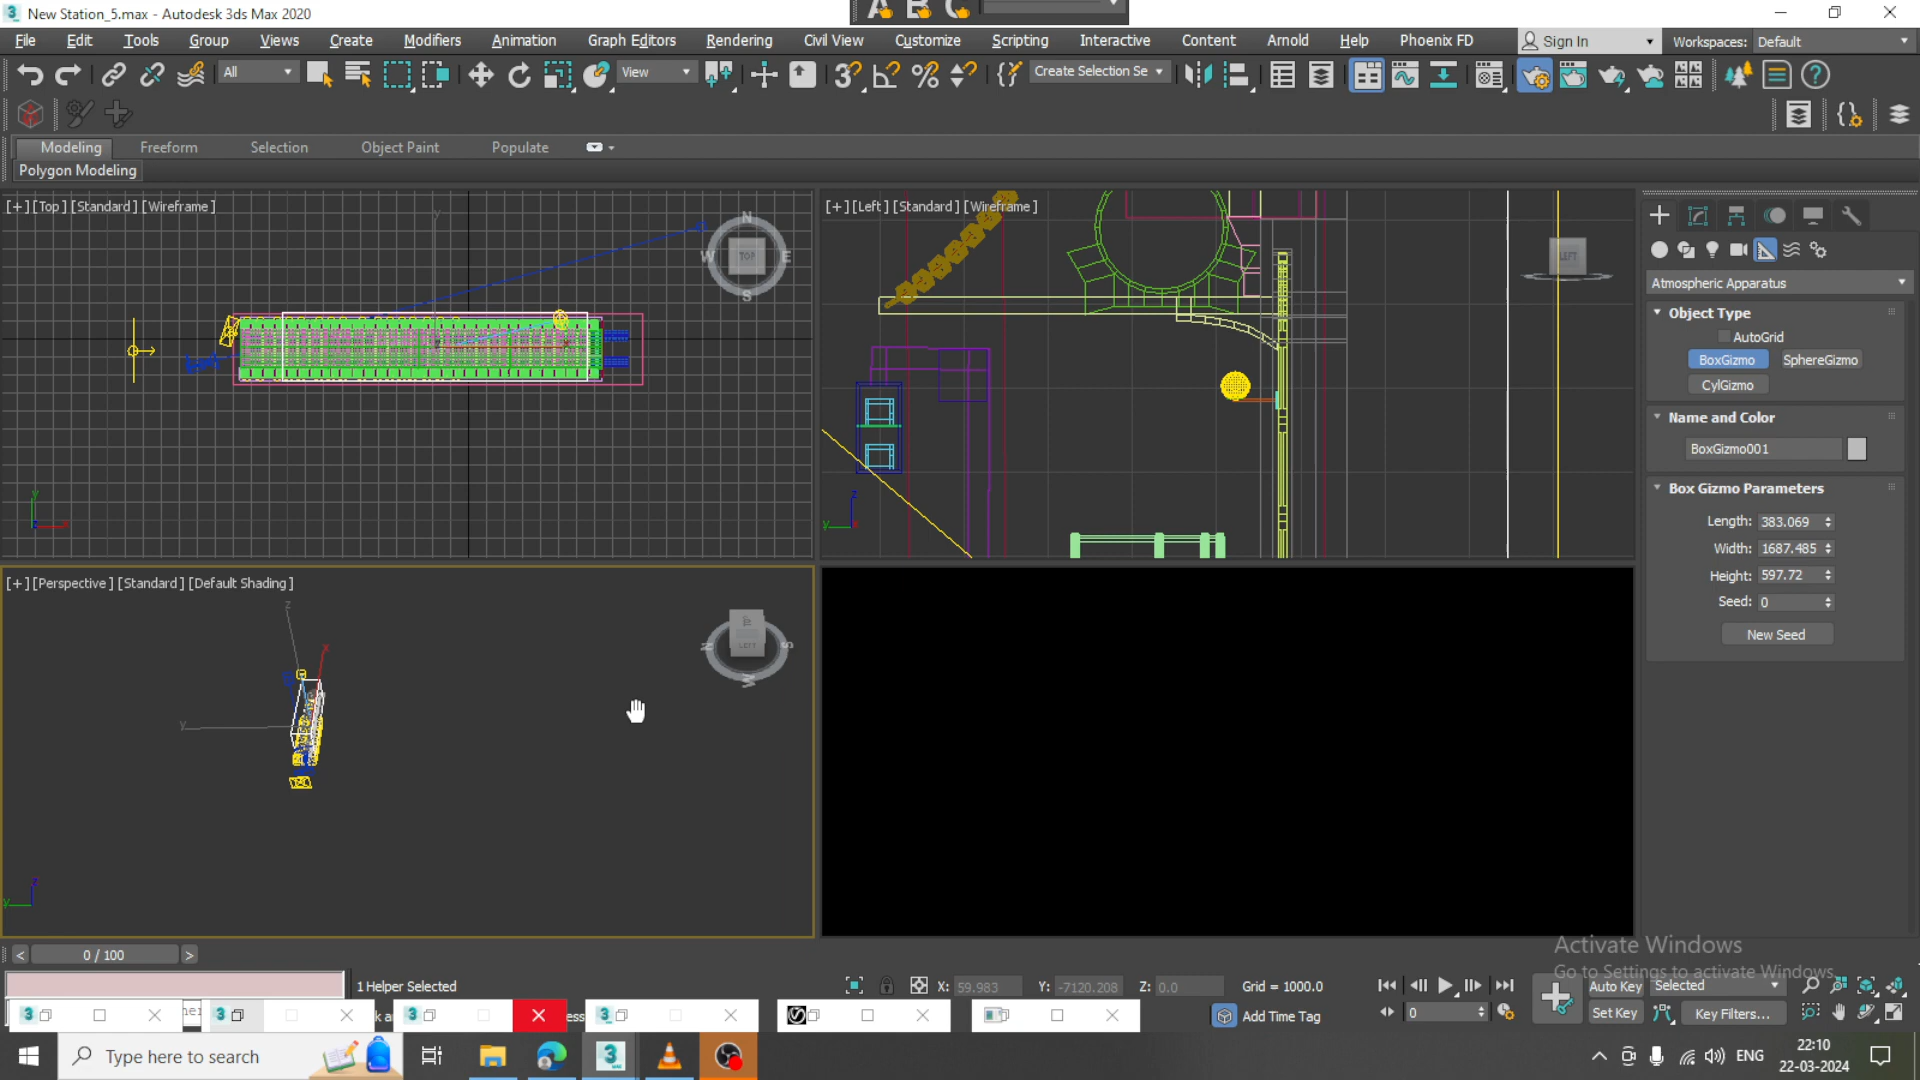 New Station_5.max - Autodesk 3ds Max 2020
File Edit Tools Group Views Create Modifiers Animation Graph Editors Rendering Civil View Customize Scripting Interactive Content Arnold Help Phoenix FD Sign In Workspaces: Default
All View Create Selection Se
Modeling Freeform Selection Object Paint Populate
Polygon Modeling
[+] [Top] [Standard] [Wireframe]
N
W TOP E
S
[+] [Left] [Standard] [Wireframe]
LEFT
Atmospheric Apparatus
Object Type
AutoGrid
BoxGizmo SphereGizmo
CylGizmo
Name and Color
BoxGizmo001
Box Gizmo Parameters
Length: 383.069
Width: 1687.485
Height: 597.72
Seed: 0
New Seed
[+] [Perspective] [Standard] [Default Shading]
LEFT
Activate Windows
Go to Settings to activate Windows.
< 0 / 100 >
1 Helper Selected X: 59.983 Y: -7120.208 Z: 0.0 Grid = 1000.0 Auto Key Selected
Add Time Tag 0 Set Key Key Filters...
Type here to search ENG
22:10
22-03-2024